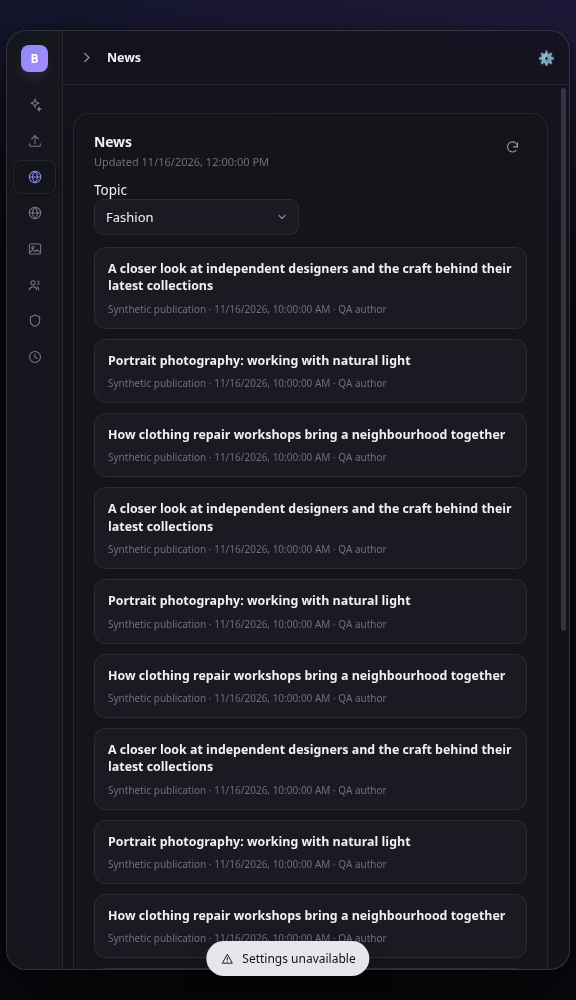 B
News
News
Updated 11/16/2026, 12:00:00 PM
Topic
Fashion
A closer look at independent designers and the craft behind their
latest collections
Synthetic publication · 11/16/2026, 10:00:00 AM · QA author
Portrait photography: working with natural light
Synthetic publication · 11/16/2026, 10:00:00 AM · QA author
How clothing repair workshops bring a neighbourhood together
Synthetic publication · 11/16/2026, 10:00:00 AM · QA author
A closer look at independent designers and the craft behind their
latest collections
Synthetic publication · 11/16/2026, 10:00:00 AM · QA author
Portrait photography: working with natural light
Synthetic publication · 11/16/2026, 10:00:00 AM · QA author
How clothing repair workshops bring a neighbourhood together
Synthetic publication · 11/16/2026, 10:00:00 AM · QA author
A closer look at independent designers and the craft behind their
latest collections
Synthetic publication · 11/16/2026, 10:00:00 AM · QA author
Portrait photography: working with natural light
Synthetic publication · 11/16/2026, 10:00:00 AM · QA author
How clothing repair workshops bring a neighbourhood together
Synthetic publication · 11/16/2026, 10:00:00 AM · QA author
Settings unavailable